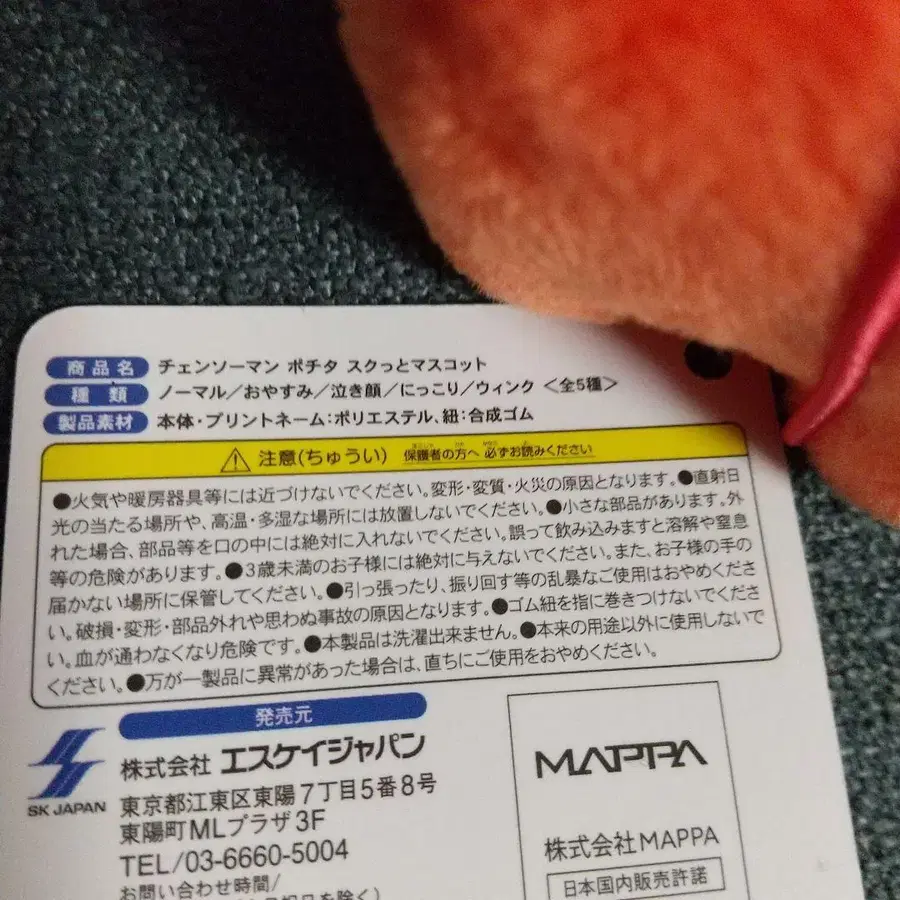 商品名 チェンソーマン ポチタ スクっとマスコット
種類 ノーマル／おやすみ／泣き顔／にっこり／ウィンク ＜全5種＞
製品素材 本体・プリントネーム：ポリエステル、紐：合成ゴム
注意(ちゅうい) 保護者の方へ 必ずお読みください
●火気や暖房器具等には近づけないでください。変形・変質・火災の原因となります。●直射日
光の当たる場所や、高温・多湿な場所には放置しないでください。●小さな部品があります。外
れた場合、部品等を口の中には絶対に入れないでください。誤って飲み込みますと溶解や窒息
等の危険があります。●3歳未満のお子様には絶対に与えないでください。また、お子様の手の
届かない場所に保管してください。●引っ張ったり、振り回す等の乱暴なご使用はおやめくださ
い。破損・変形・部品外れや思わぬ事故の原因となります。●ゴム紐を指に巻きつけないでくださ
い。血が通わなくなり危険です。●本製品は洗濯出来ません。●本来の用途以外に使用しないで
ください。●万が一製品に異常があった場合は、直ちにご使用をおやめください。
発売元
SK JAPAN
株式会社 エスケイジャパン
東京都江東区東陽7丁目5番8号
東陽町MLプラザ3F
TEL/03-6660-5004
お問い合わせ時間/
を除く)
MAPPA
株式会社MAPPA
日本国内販売許諾